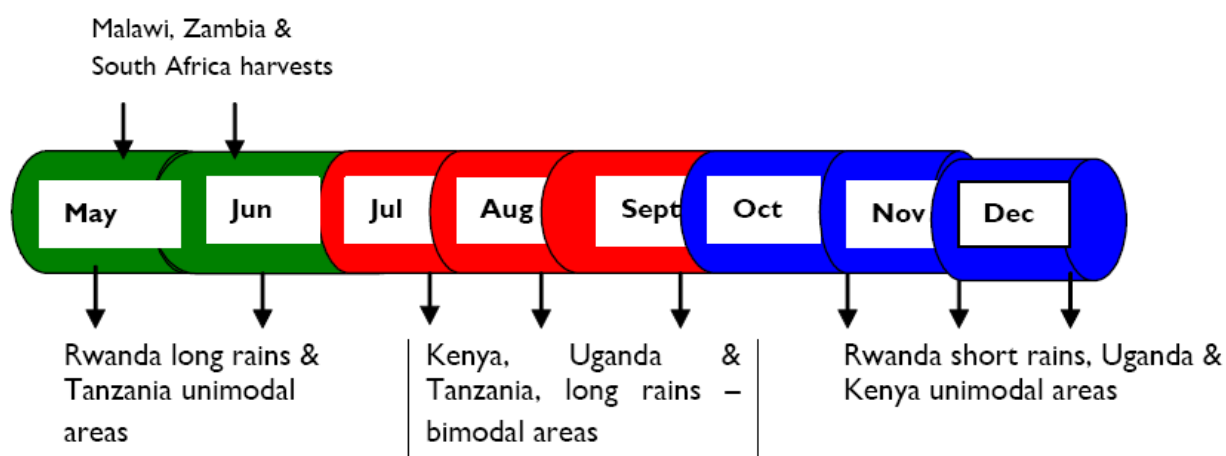 Malawi, Zambia &
South Africa harvests
May
Jun
Jul
Aug
Sept
Oct
Nov
Dec
Rwanda long rains &
Tanzania unimodal
areas
Kenya, Uganda &
Tanzania, long rains –
bimodal areas
Rwanda short rains, Uganda &
Kenya unimodal areas